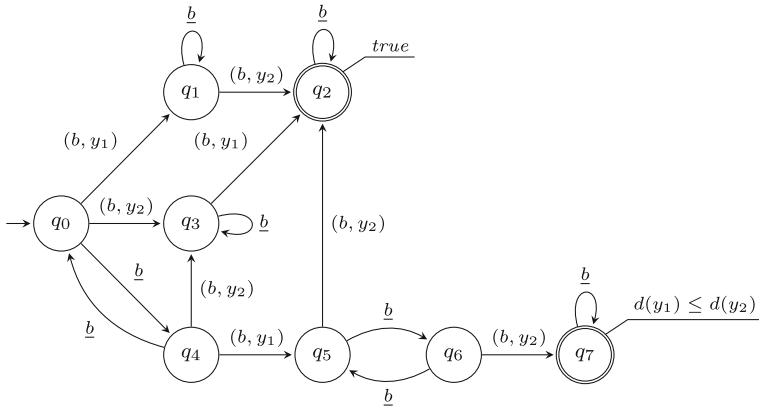 b
b
true
(b, y₂)
q₁
q₂
(b, y₁)
(b, y₁)
(b, y₂)
q₀
q₃
b
(b, y₂)
b
(b, y₂)
b
d(y₁) ≤ d(y₂)
b
b
(b, y₁)
(b, y₂)
q₄
q₅
q₆
q₇
b